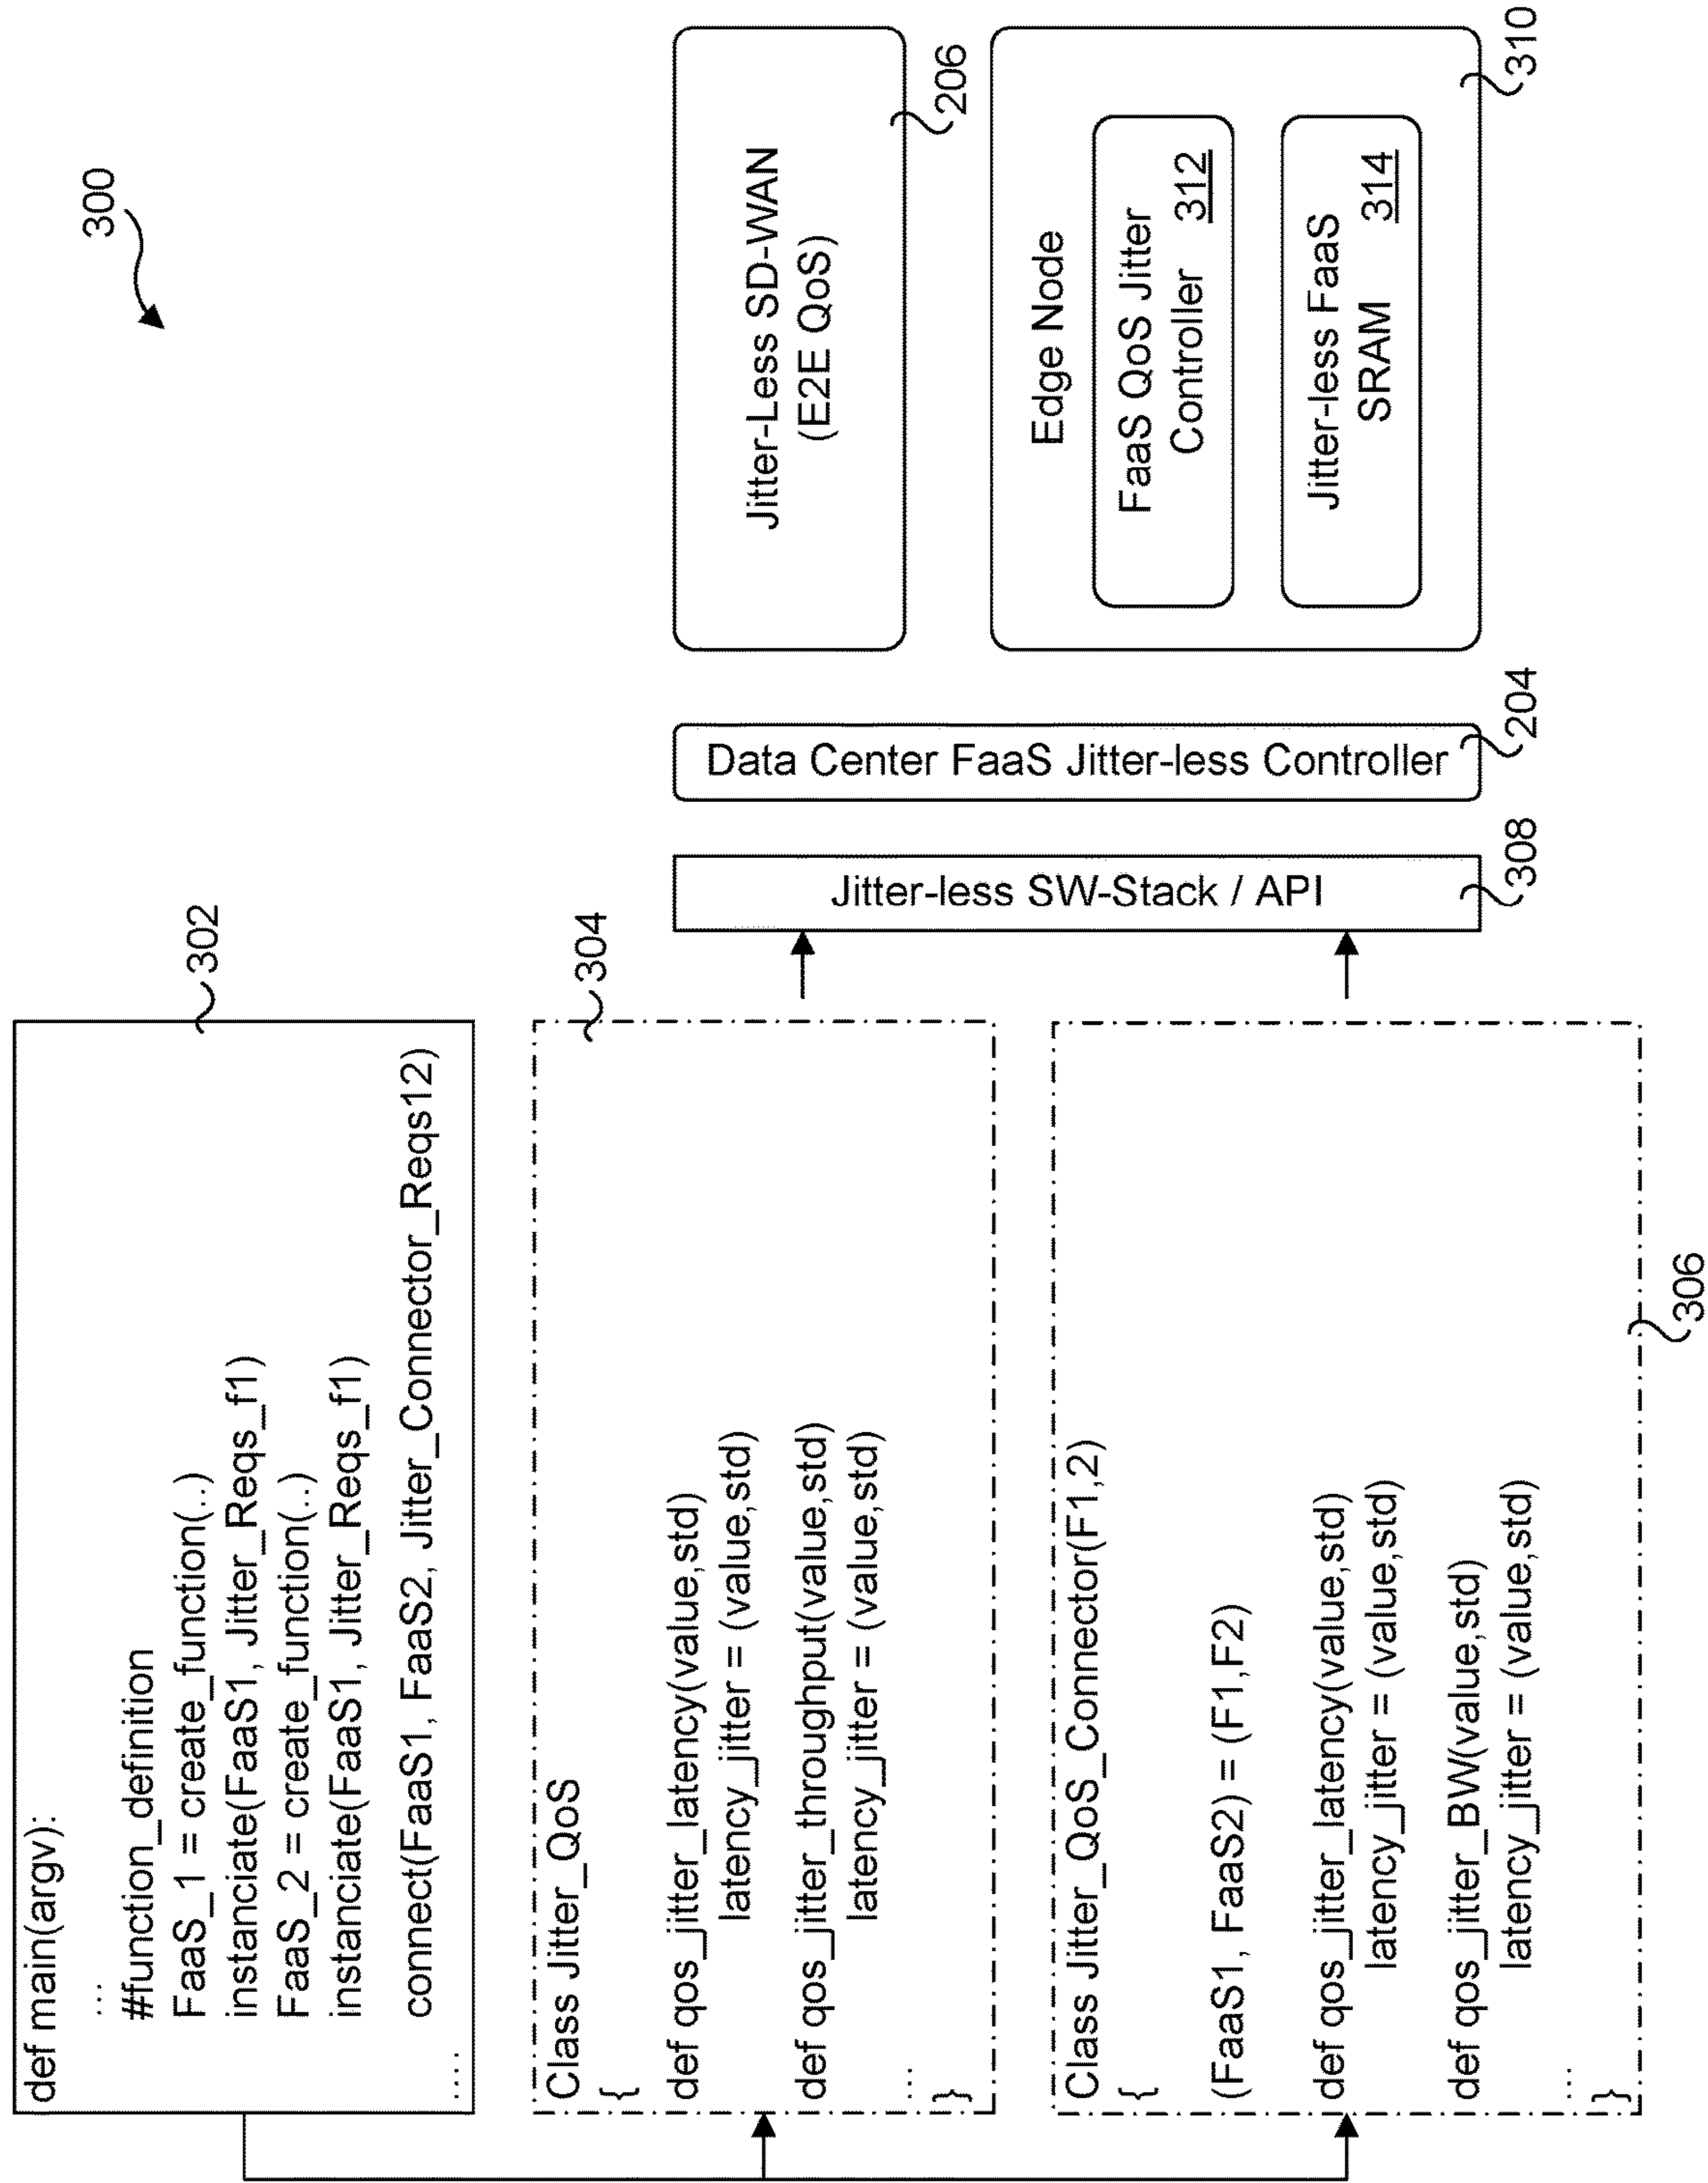 300
def main(argv):
...
#function_definition
FaaS_1 = create_function(..)
instanciate(FaaS1, Jitter_Reqs_f1)
FaaS_2 = create_function(..)
instanciate(FaaS1, Jitter_Reqs_f1)
connect(FaaS1, FaaS2, Jitter_Connector_Reqs12)
....
302
Class Jitter_QoS
{
def qos_jitter_latency(value,std)
latency_jitter = (value,std)
def qos_jitter_throughput(value,std)
latency_jitter = (value,std)
...
}
304
Class Jitter_QoS_Connector(F1,2)
{
(FaaS1, FaaS2) = (F1,F2)
def qos_jitter_latency(value,std)
latency_jitter = (value,std)
def qos_jitter_BW(value,std)
latency_jitter = (value,std)
...
}
306
Jitter-less SW-Stack / API
308
Data Center FaaS Jitter-less Controller
204
Jitter-Less SD-WAN
(E2E QoS)
206
Edge Node
FaaS QoS Jitter
Controller 312
Jitter-less FaaS
SRAM 314
310